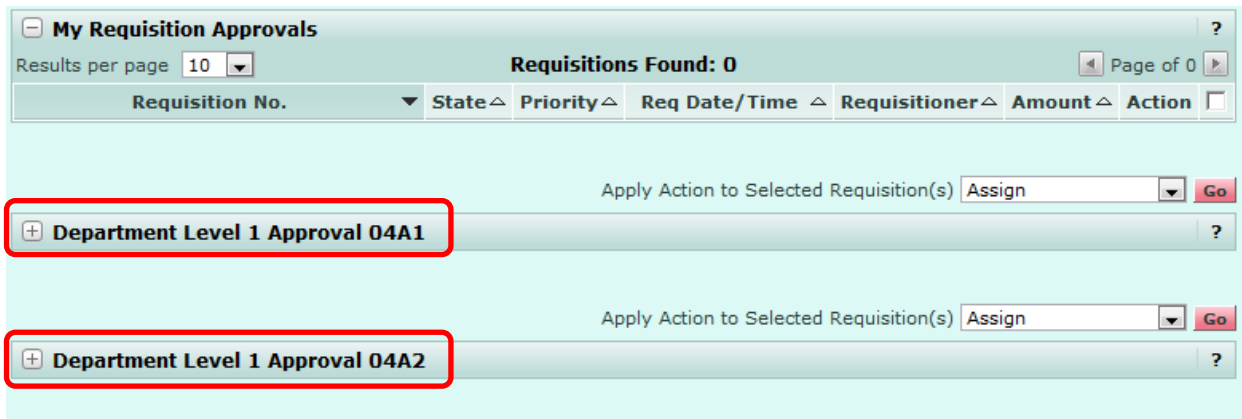 My Requisition Approvals ?
Results per page 10 Requisitions Found: 0 Page of 0
Requisition No. State Priority Req Date/Time Requisitioner Amount Action
Apply Action to Selected Requisition(s) Assign Go
Department Level 1 Approval 04A1 ?
Apply Action to Selected Requisition(s) Assign Go
Department Level 1 Approval 04A2 ?